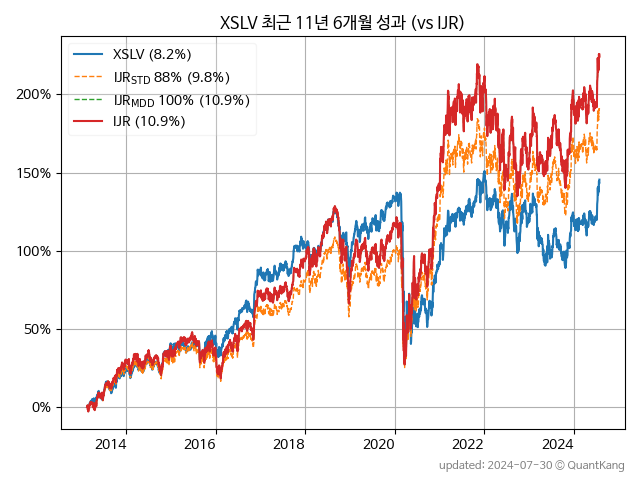 XSLV 최근 11년 6개월 성과 (vs IJR)
XSLV (8.2%)
IJR_STD 88% (9.8%)
IJR_MDD 100% (10.9%)
IJR (10.9%)
200%
150%
100%
50%
0%
2014 2016 2018 2020 2022 2024
updated: 2024-07-30 © QuantKang